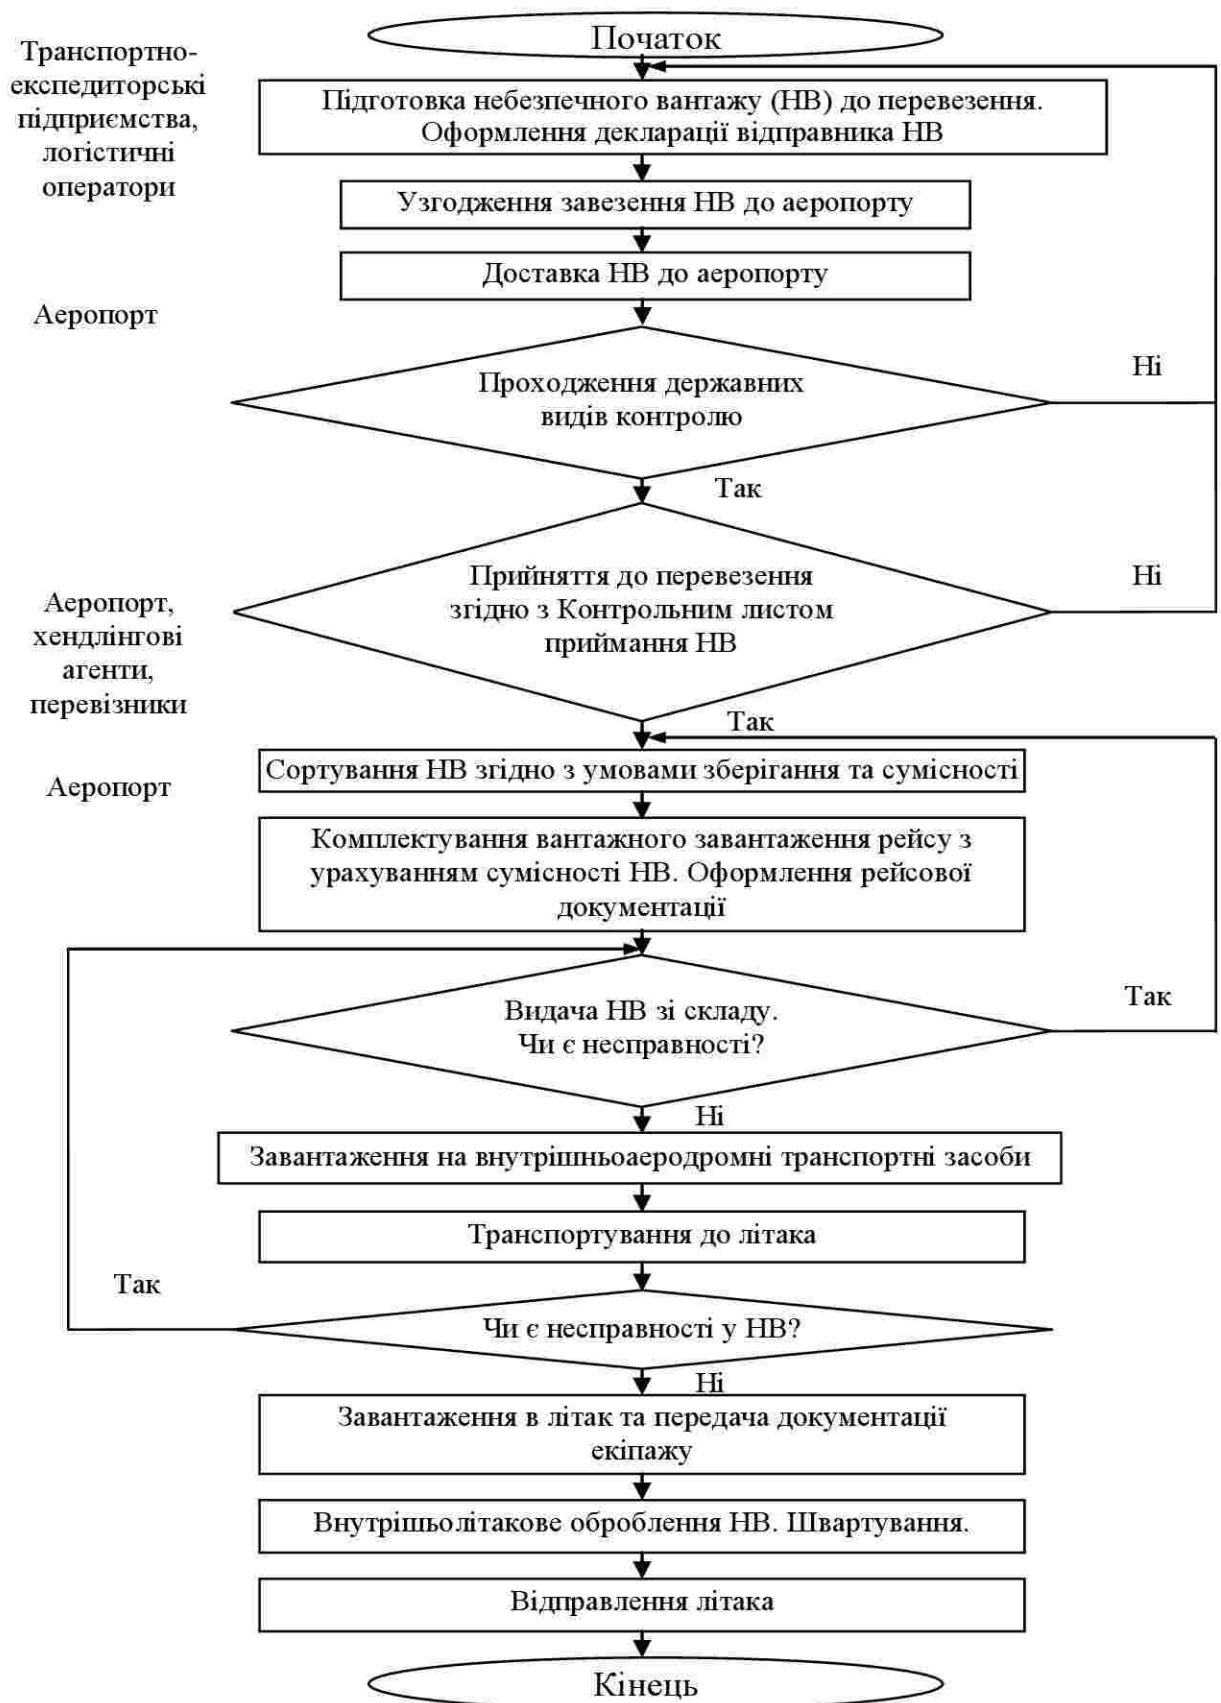 Початок
Транспортно-
експедиторські
підприємства,
логістичні
оператори
Підготовка небезпечного вантажу (НВ) до перевезення.
Оформлення декларації відправника НВ
Узгодження завезення НВ до аеропорту
Доставка НВ до аеропорту
Аеропорт
Проходження державних
видів контролю
Ні
Так
Прийняття до перевезення
згідно з Контрольним листом
приймання НВ
Ні
Аеропорт,
хендлінгові
агенти,
перевізники
Так
Сортування НВ згідно з умовами зберігання та сумісності
Аеропорт
Комплектування вантажного завантаження рейсу з
урахуванням сумісності НВ. Оформлення рейсової
документації
Видача НВ зі складу.
Чи є несправності?
Так
Ні
Завантаження на внутрішньоаеродромні транспортні засоби
Транспортування до літака
Так
Чи є несправності у НВ?
Ні
Завантаження в літак та передача документації
екіпажу
Внутрішьолітакове оброблення НВ. Швартування.
Відправлення літака
Кінець